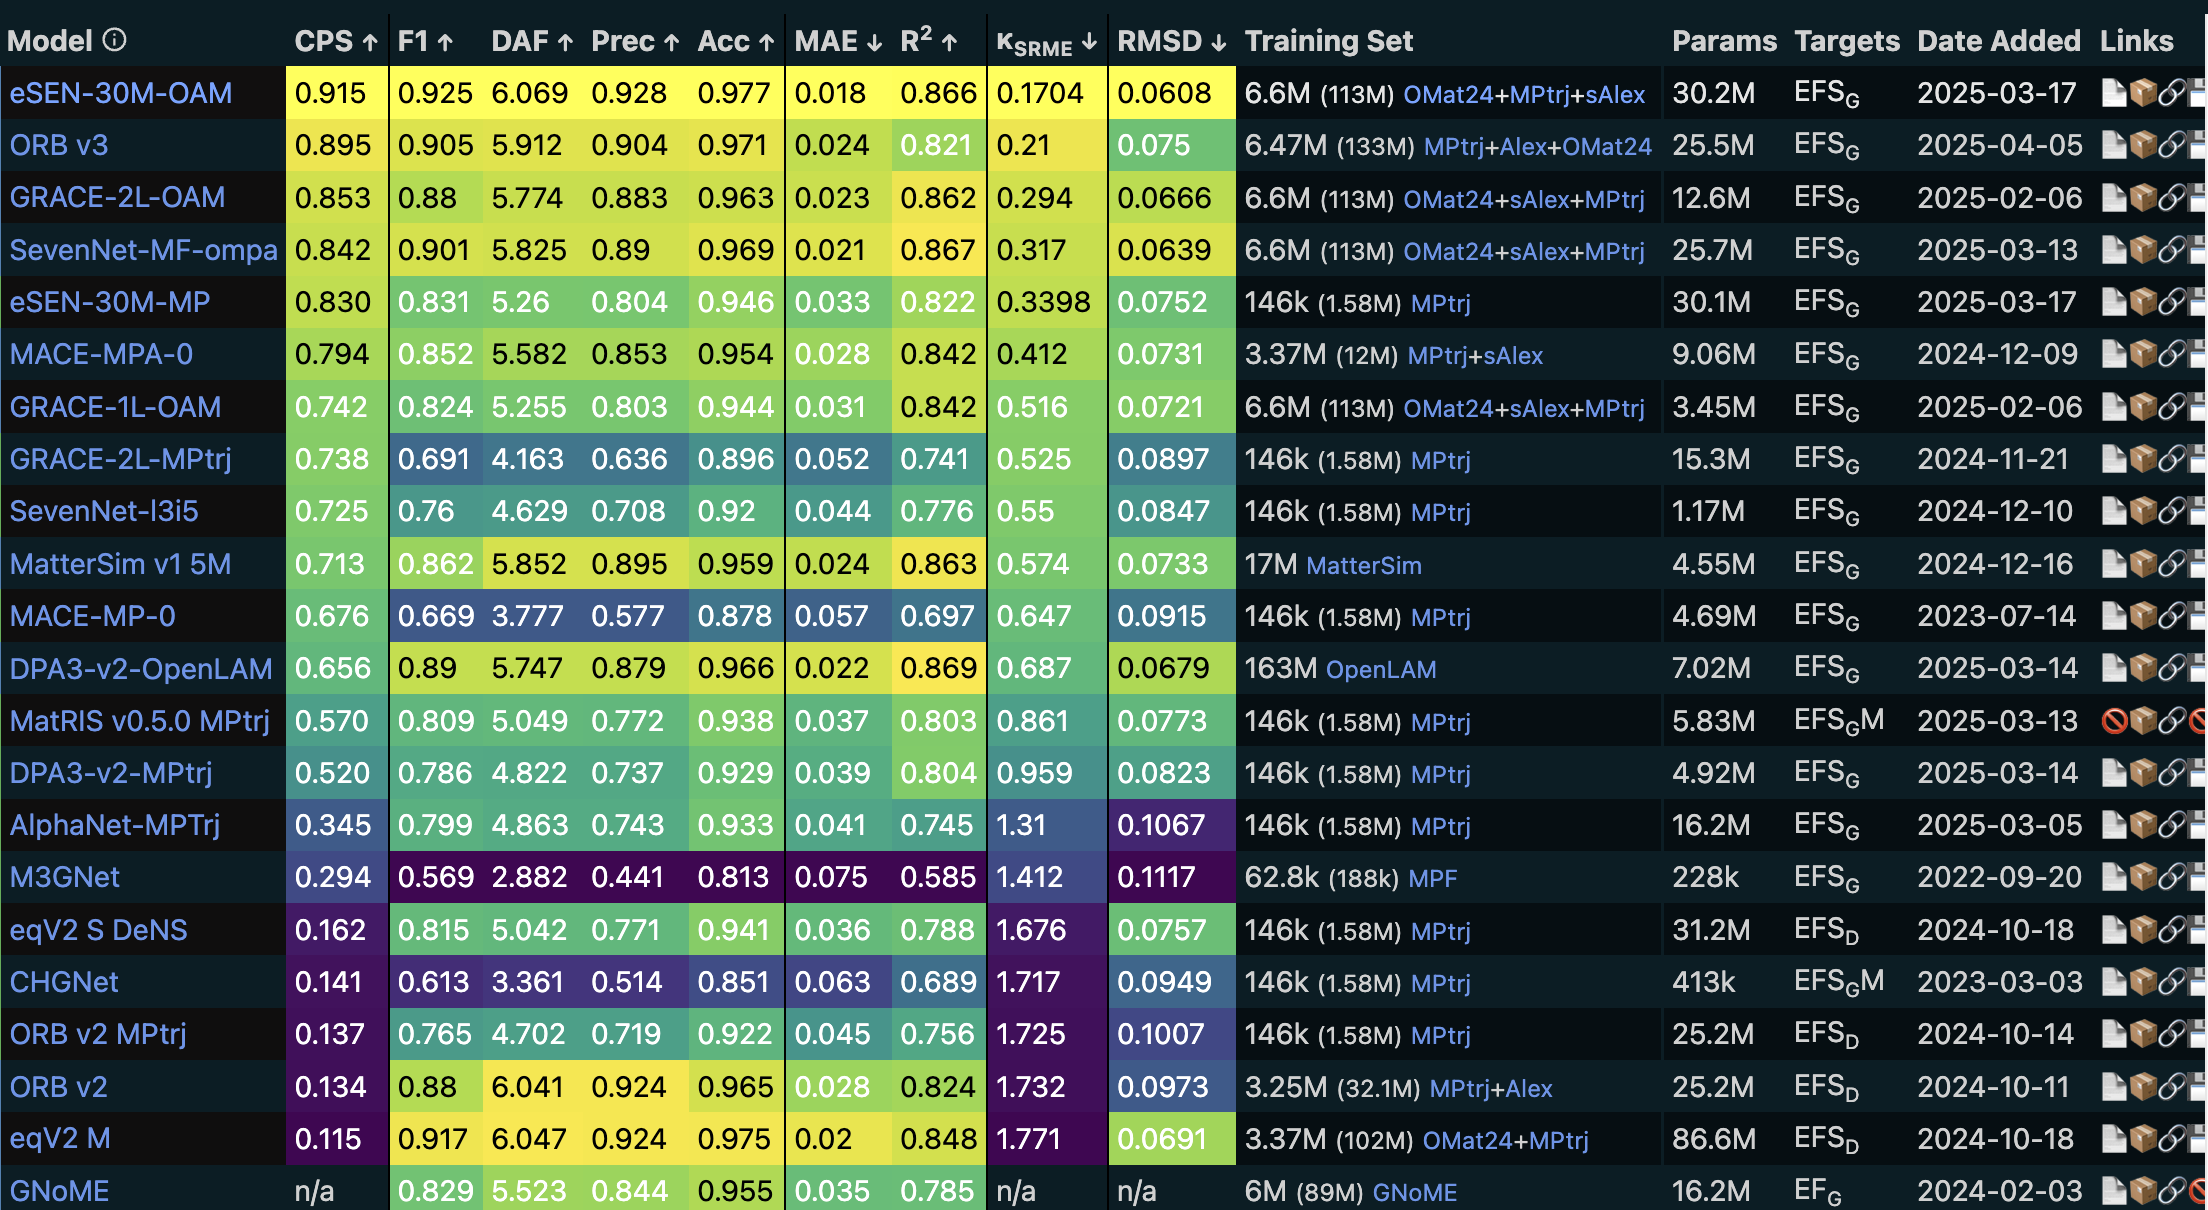 Model ⓘ CPS ↑ F1 ↑ DAF ↑ Prec ↑ Acc ↑ MAE ↓ R² ↑ κSRME ↓ RMSD ↓ Training Set Params Targets Date Added Links
eSEN-30M-OAM 0.915 0.925 6.069 0.928 0.977 0.018 0.866 0.1704 0.0608 6.6M (113M) OMat24+MPtrj+sAlex 30.2M EFSG 2025-03-17
ORB v3 0.895 0.905 5.912 0.904 0.971 0.024 0.821 0.21 0.075 6.47M (133M) MPtrj+Alex+OMat24 25.5M EFSG 2025-04-05
GRACE-2L-OAM 0.853 0.88 5.774 0.883 0.963 0.023 0.862 0.294 0.0666 6.6M (113M) OMat24+sAlex+MPtrj 12.6M EFSG 2025-02-06
SevenNet-MF-ompa 0.842 0.901 5.825 0.89 0.969 0.021 0.867 0.317 0.0639 6.6M (113M) OMat24+sAlex+MPtrj 25.7M EFSG 2025-03-13
eSEN-30M-MP 0.830 0.831 5.26 0.804 0.946 0.033 0.822 0.3398 0.0752 146k (1.58M) MPtrj 30.1M EFSG 2025-03-17
MACE-MPA-0 0.794 0.852 5.582 0.853 0.954 0.028 0.842 0.412 0.0731 3.37M (12M) MPtrj+sAlex 9.06M EFSG 2024-12-09
GRACE-1L-OAM 0.742 0.824 5.255 0.803 0.944 0.031 0.842 0.516 0.0721 6.6M (113M) OMat24+sAlex+MPtrj 3.45M EFSG 2025-02-06
GRACE-2L-MPtrj 0.738 0.691 4.163 0.636 0.896 0.052 0.741 0.525 0.0897 146k (1.58M) MPtrj 15.3M EFSG 2024-11-21
SevenNet-l3i5 0.725 0.76 4.629 0.708 0.92 0.044 0.776 0.55 0.0847 146k (1.58M) MPtrj 1.17M EFSG 2024-12-10
MatterSim v1 5M 0.713 0.862 5.852 0.895 0.959 0.024 0.863 0.574 0.0733 17M MatterSim 4.55M EFSG 2024-12-16
MACE-MP-0 0.676 0.669 3.777 0.577 0.878 0.057 0.697 0.647 0.0915 146k (1.58M) MPtrj 4.69M EFSG 2023-07-14
DPA3-v2-OpenLAM 0.656 0.89 5.747 0.879 0.966 0.022 0.869 0.687 0.0679 163M OpenLAM 7.02M EFSG 2025-03-14
MatRIS v0.5.0 MPtrj 0.570 0.809 5.049 0.772 0.938 0.037 0.803 0.861 0.0773 146k (1.58M) MPtrj 5.83M EFSGM 2025-03-13
DPA3-v2-MPtrj 0.520 0.786 4.822 0.737 0.929 0.039 0.804 0.959 0.0823 146k (1.58M) MPtrj 4.92M EFSG 2025-03-14
AlphaNet-MPTrj 0.345 0.799 4.863 0.743 0.933 0.041 0.745 1.31 0.1067 146k (1.58M) MPtrj 16.2M EFSG 2025-03-05
M3GNet 0.294 0.569 2.882 0.441 0.813 0.075 0.585 1.412 0.1117 62.8k (188k) MPF 228k EFSG 2022-09-20
eqV2 S DeNS 0.162 0.815 5.042 0.771 0.941 0.036 0.788 1.676 0.0757 146k (1.58M) MPtrj 31.2M EFSD 2024-10-18
CHGNet 0.141 0.613 3.361 0.514 0.851 0.063 0.689 1.717 0.0949 146k (1.58M) MPtrj 413k EFSGM 2023-03-03
ORB v2 MPtrj 0.137 0.765 4.702 0.719 0.922 0.045 0.756 1.725 0.1007 146k (1.58M) MPtrj 25.2M EFSD 2024-10-14
ORB v2 0.134 0.88 6.041 0.924 0.965 0.028 0.824 1.732 0.0973 3.25M (32.1M) MPtrj+Alex 25.2M EFSD 2024-10-11
eqV2 M 0.115 0.917 6.047 0.924 0.975 0.02 0.848 1.771 0.0691 3.37M (102M) OMat24+MPtrj 86.6M EFSD 2024-10-18
GNoME n/a 0.829 5.523 0.844 0.955 0.035 0.785 n/a n/a 6M (89M) GNoME 16.2M EFG 2024-02-03